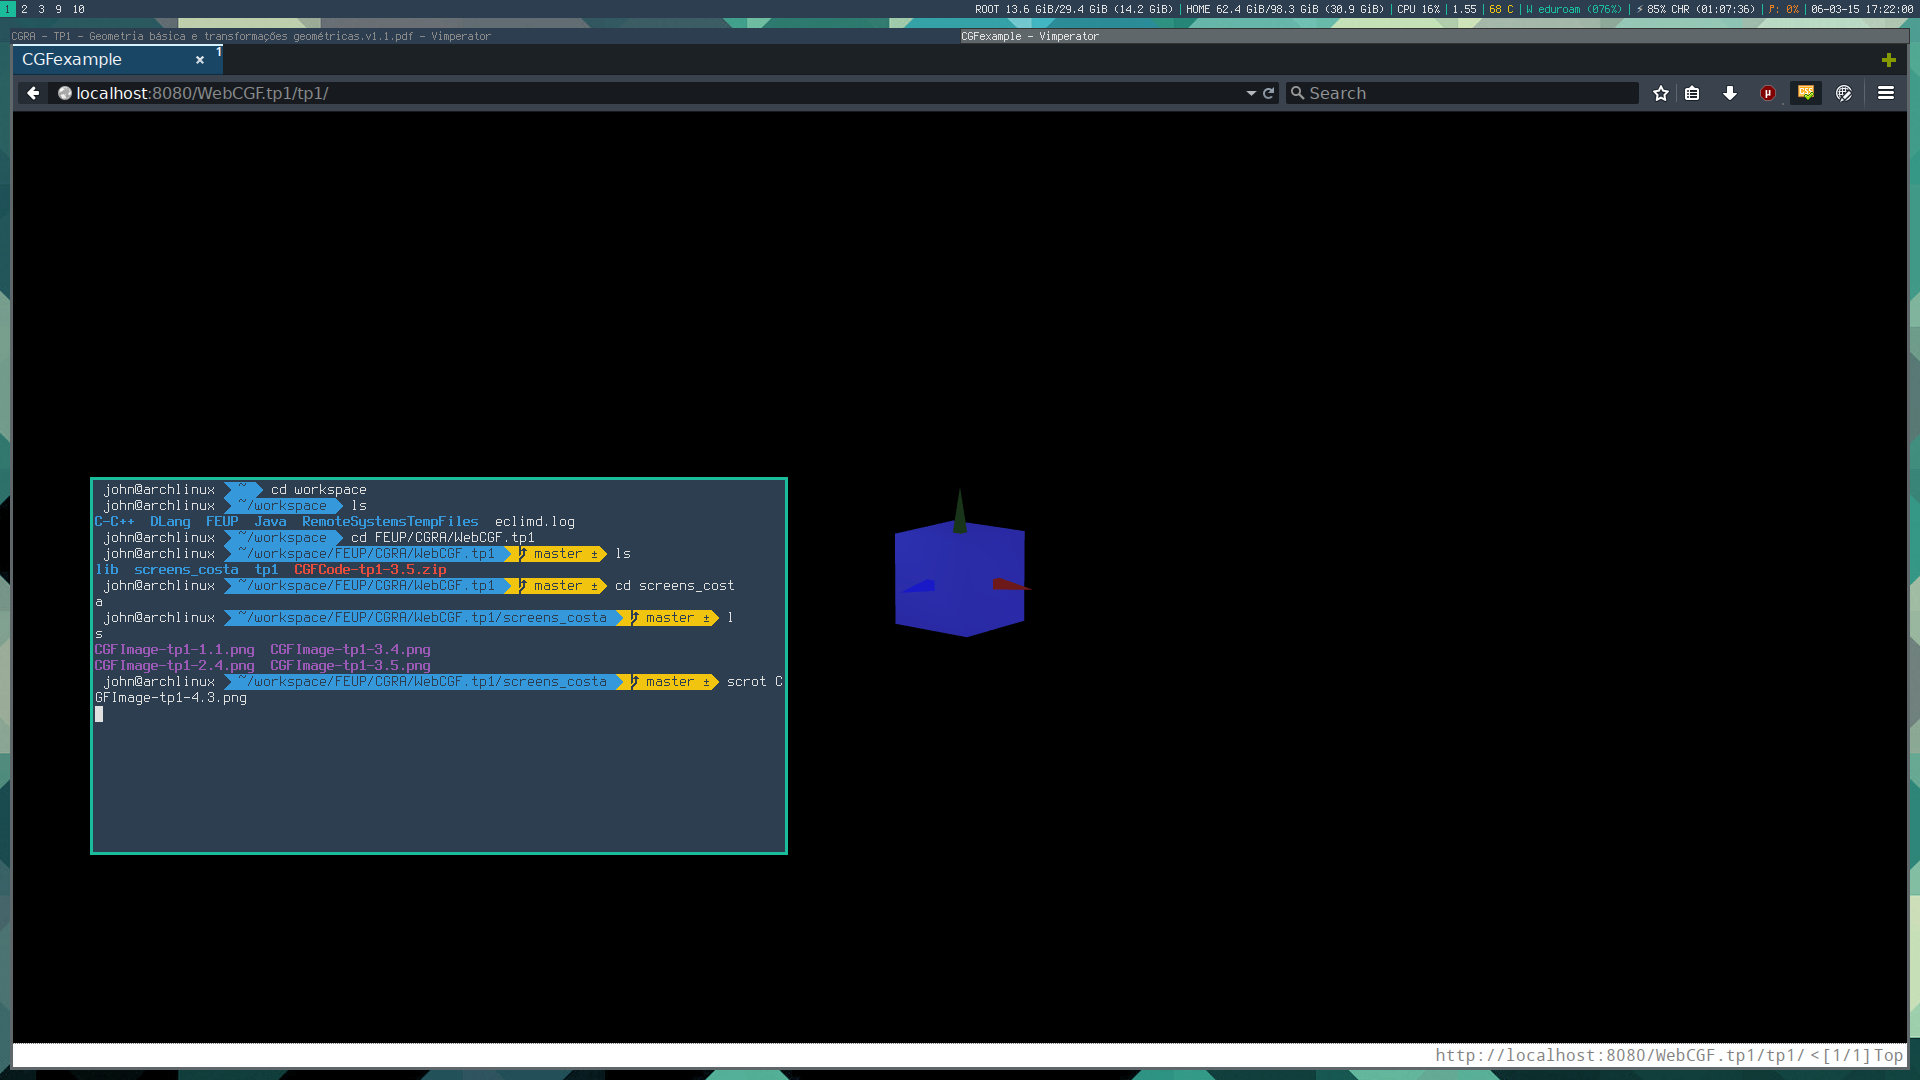 1 2 3 9 10 ROOT 13.6 GiB/29.4 GiB (14.2 GiB) | HOME 62.4 GiB/98.3 GiB (30.9 GiB) | CPU 16% | 1.55 | 68 C | W eduroam (076%) | ⚡ 85% CHR (01:07:36) | P: 0% | 06-03-15 17:22:00
CGRA - TP1 - Geometria básica e transformações geométricas.v1.1.pdf - Vimperator CGFexample - Vimperator
CGFexample × 1
localhost:8080/WebCGF.tp1/tp1/ Search
john@archlinux ~ cd workspace
john@archlinux ~/workspace ls
C-C++ DLang FEUP Java RemoteSystemsTempFiles eclimd.log
john@archlinux ~/workspace cd FEUP/CGRA/WebCGF.tp1
john@archlinux ~/workspace/FEUP/CGRA/WebCGF.tp1 master ± ls
lib screens_costa tp1 CGFCode-tp1-3.5.zip
john@archlinux ~/workspace/FEUP/CGRA/WebCGF.tp1 master ± cd screens_cost
a
john@archlinux ~/workspace/FEUP/CGRA/WebCGF.tp1/screens_costa master ± l
s
CGFImage-tp1-1.1.png CGFImage-tp1-3.4.png
CGFImage-tp1-2.4.png CGFImage-tp1-3.5.png
john@archlinux ~/workspace/FEUP/CGRA/WebCGF.tp1/screens_costa master ± scrot C
GFImage-tp1-4.3.png
http://localhost:8080/WebCGF.tp1/tp1/ <[1/1] Top